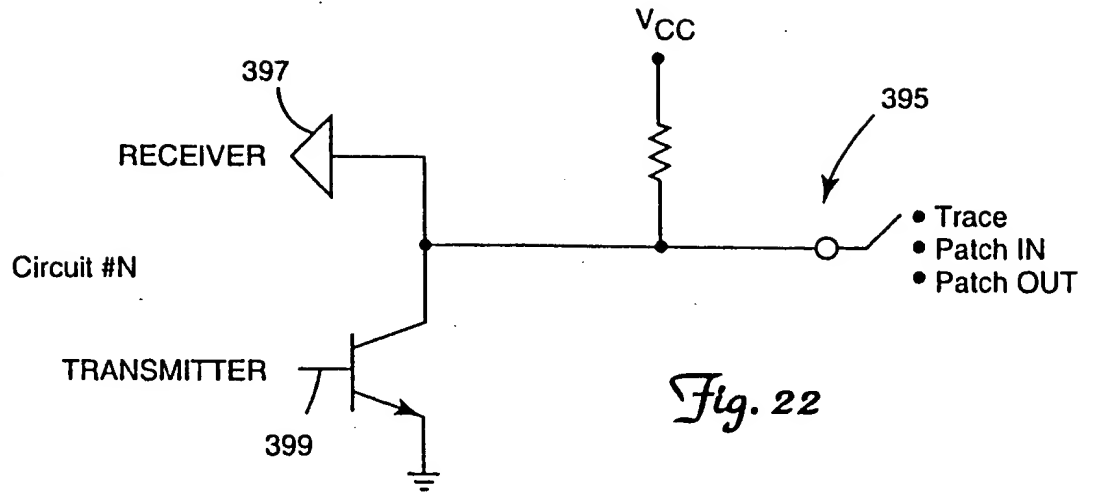 VCC
397
395
RECEIVER
• Trace
• Patch IN
• Patch OUT
Circuit #N
TRANSMITTER
399
Fig. 22